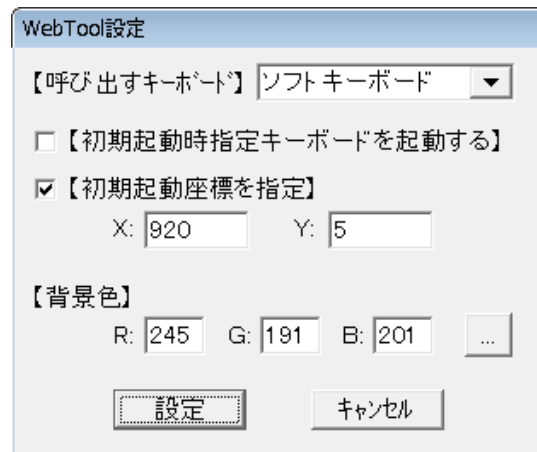 WebTool設定
【呼び出すｷｰﾎﾞｰﾄﾞ】 ソフトキーボード
【初期起動時指定キーボードを起動する】
【初期起動座標を指定】
X: 920 Y: 5
【背景色】
R: 245 G: 191 B: 201 ...
設定 ｷｬﾝｾﾙ